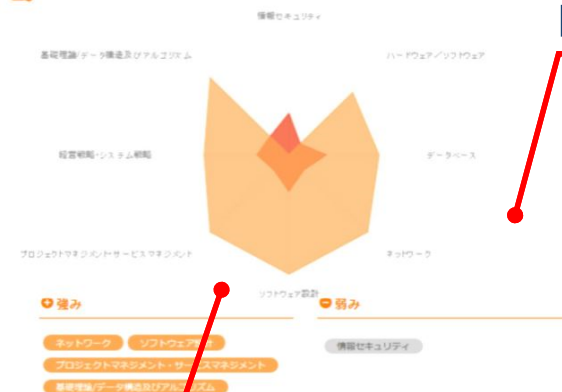 情報セキュリティ
基礎理論/データ構造及びアルゴリズム
ハードウェア/ソフトウェア
経営戦略・システム戦略
データベース
プロジェクトマネジメント・サービスマネジメント
ネットワーク
ソフトウェア設計
強み
弱み
ネットワーク
ソフトウェア設計
情報セキュリティ
プロジェクトマネジメント・サービスマネジメント
基礎理論/データ構造及びアルゴリズム